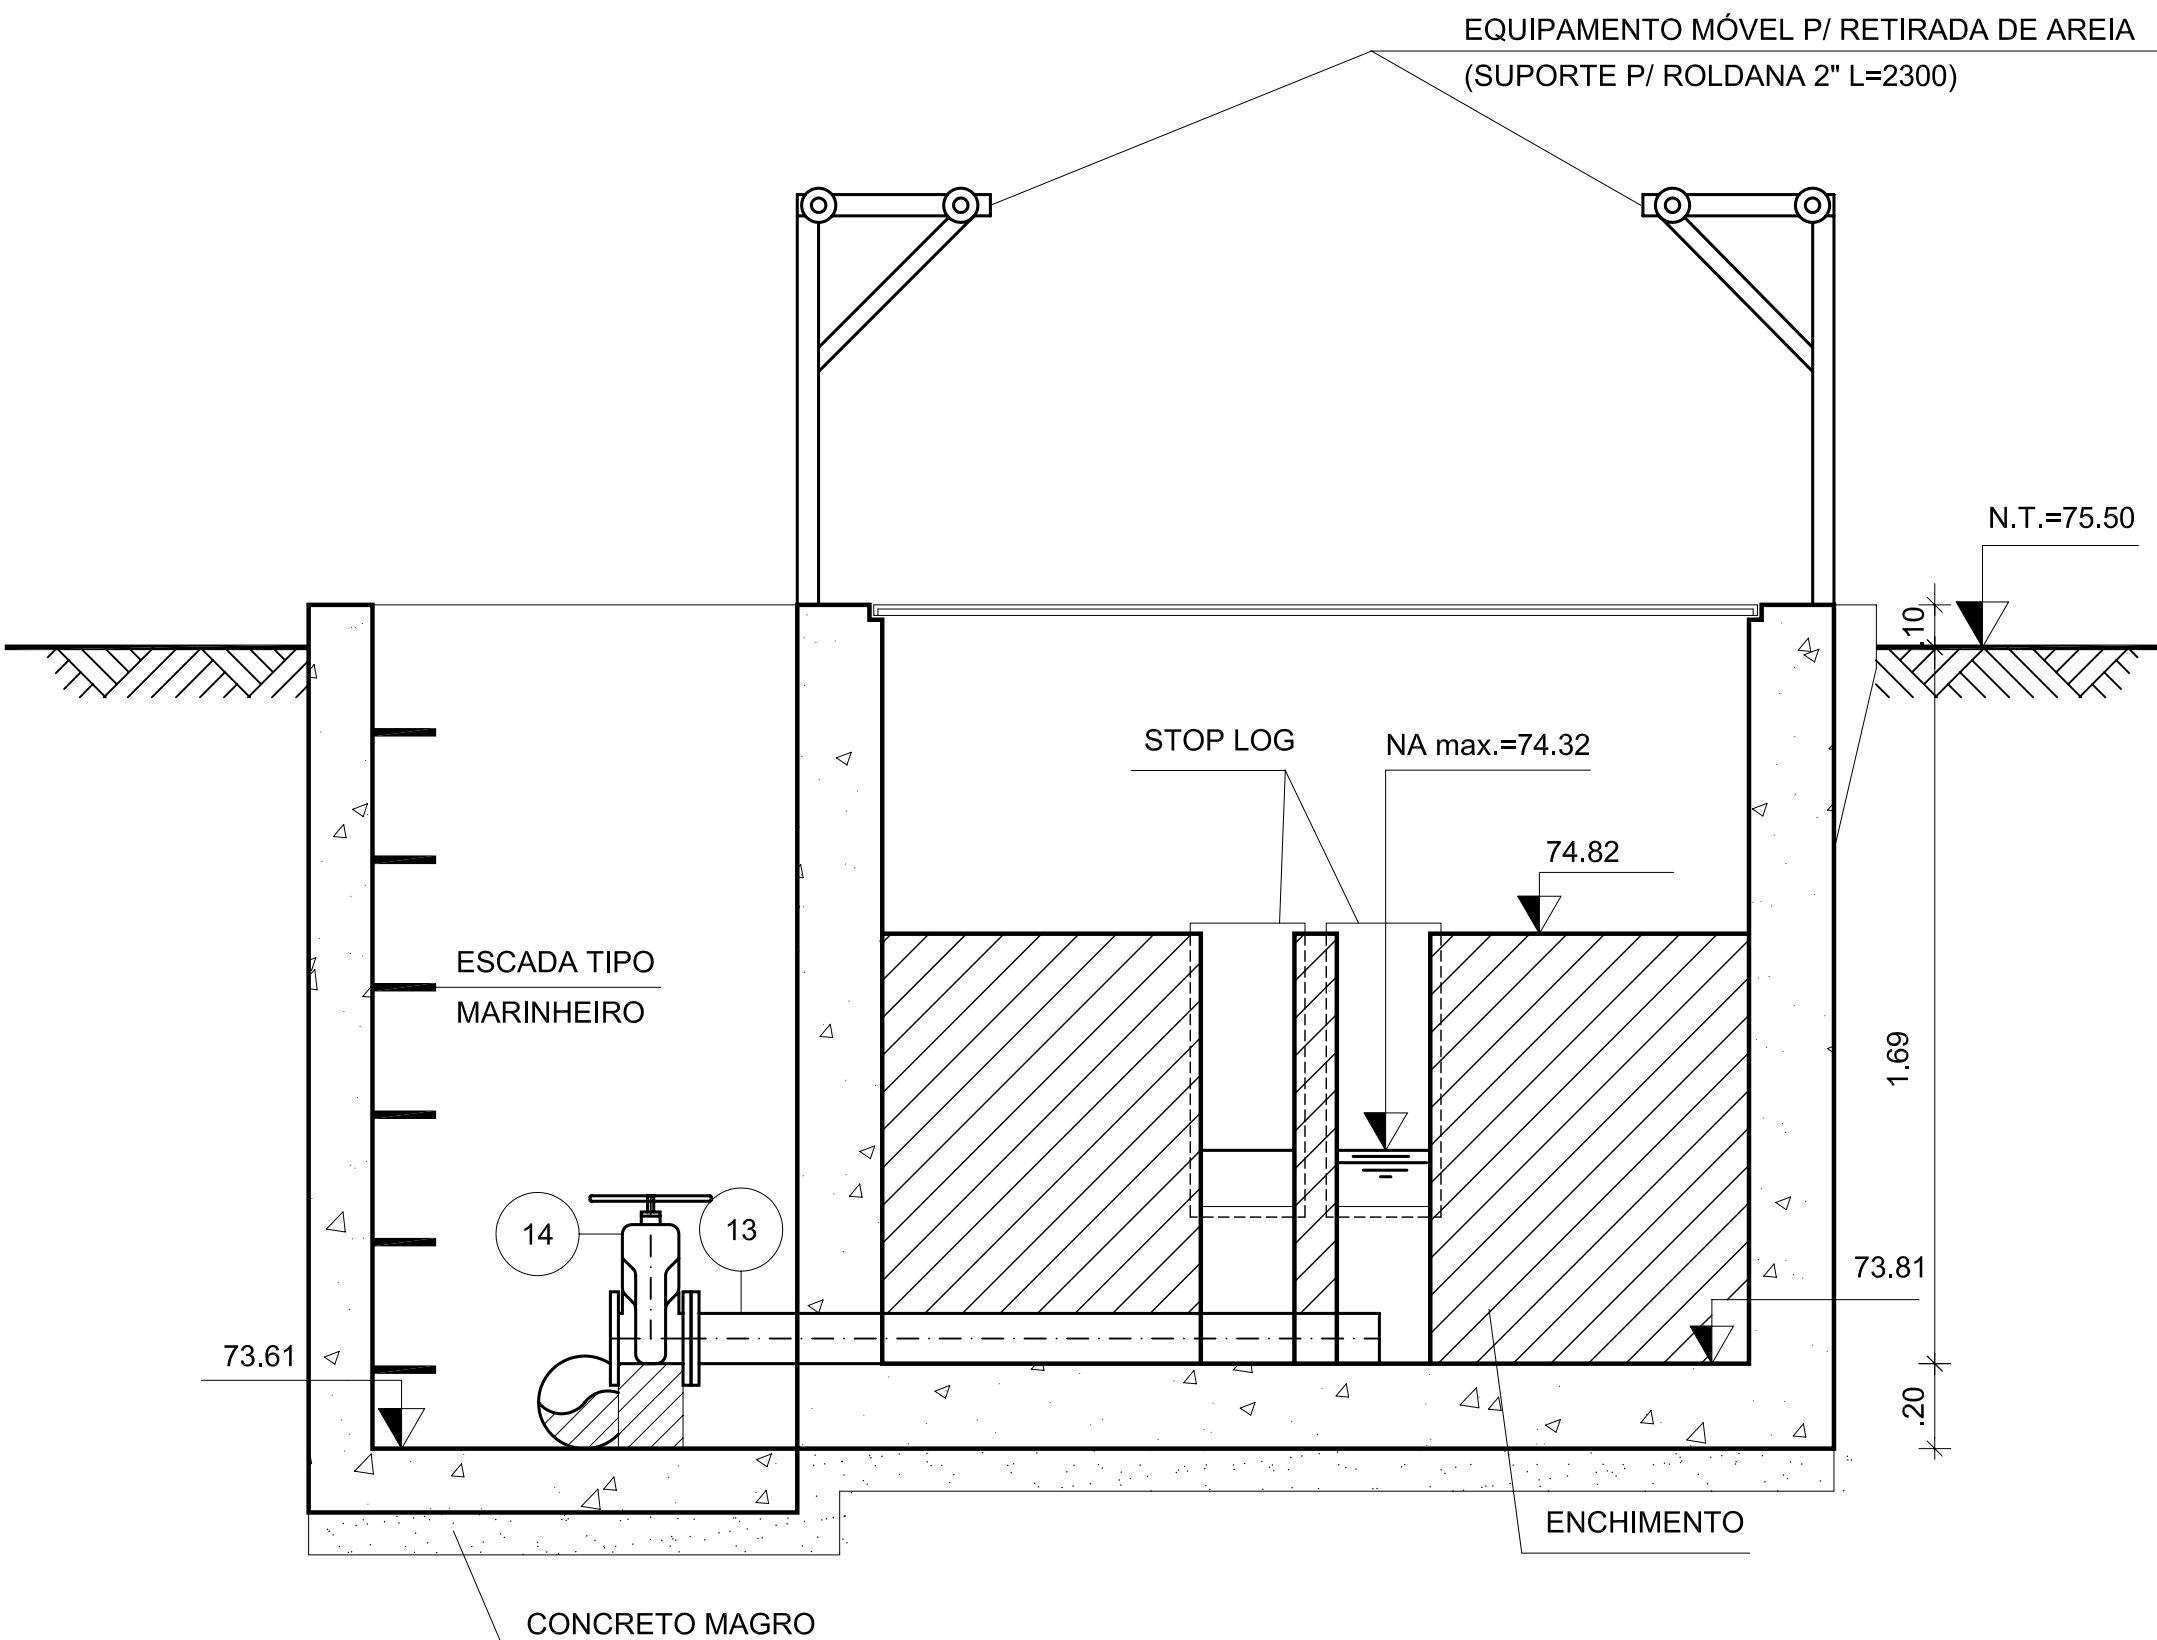 EQUIPAMENTO MÓVEL P/ RETIRADA DE AREIA
(SUPORTE P/ ROLDANA 2" L=2300)
N.T.=75.50
.10
STOP LOG
NA max.=74.32
74.82
ESCADA TIPO
MARINHEIRO
1.69
14
13
73.81
73.61
.20
ENCHIMENTO
CONCRETO MAGRO